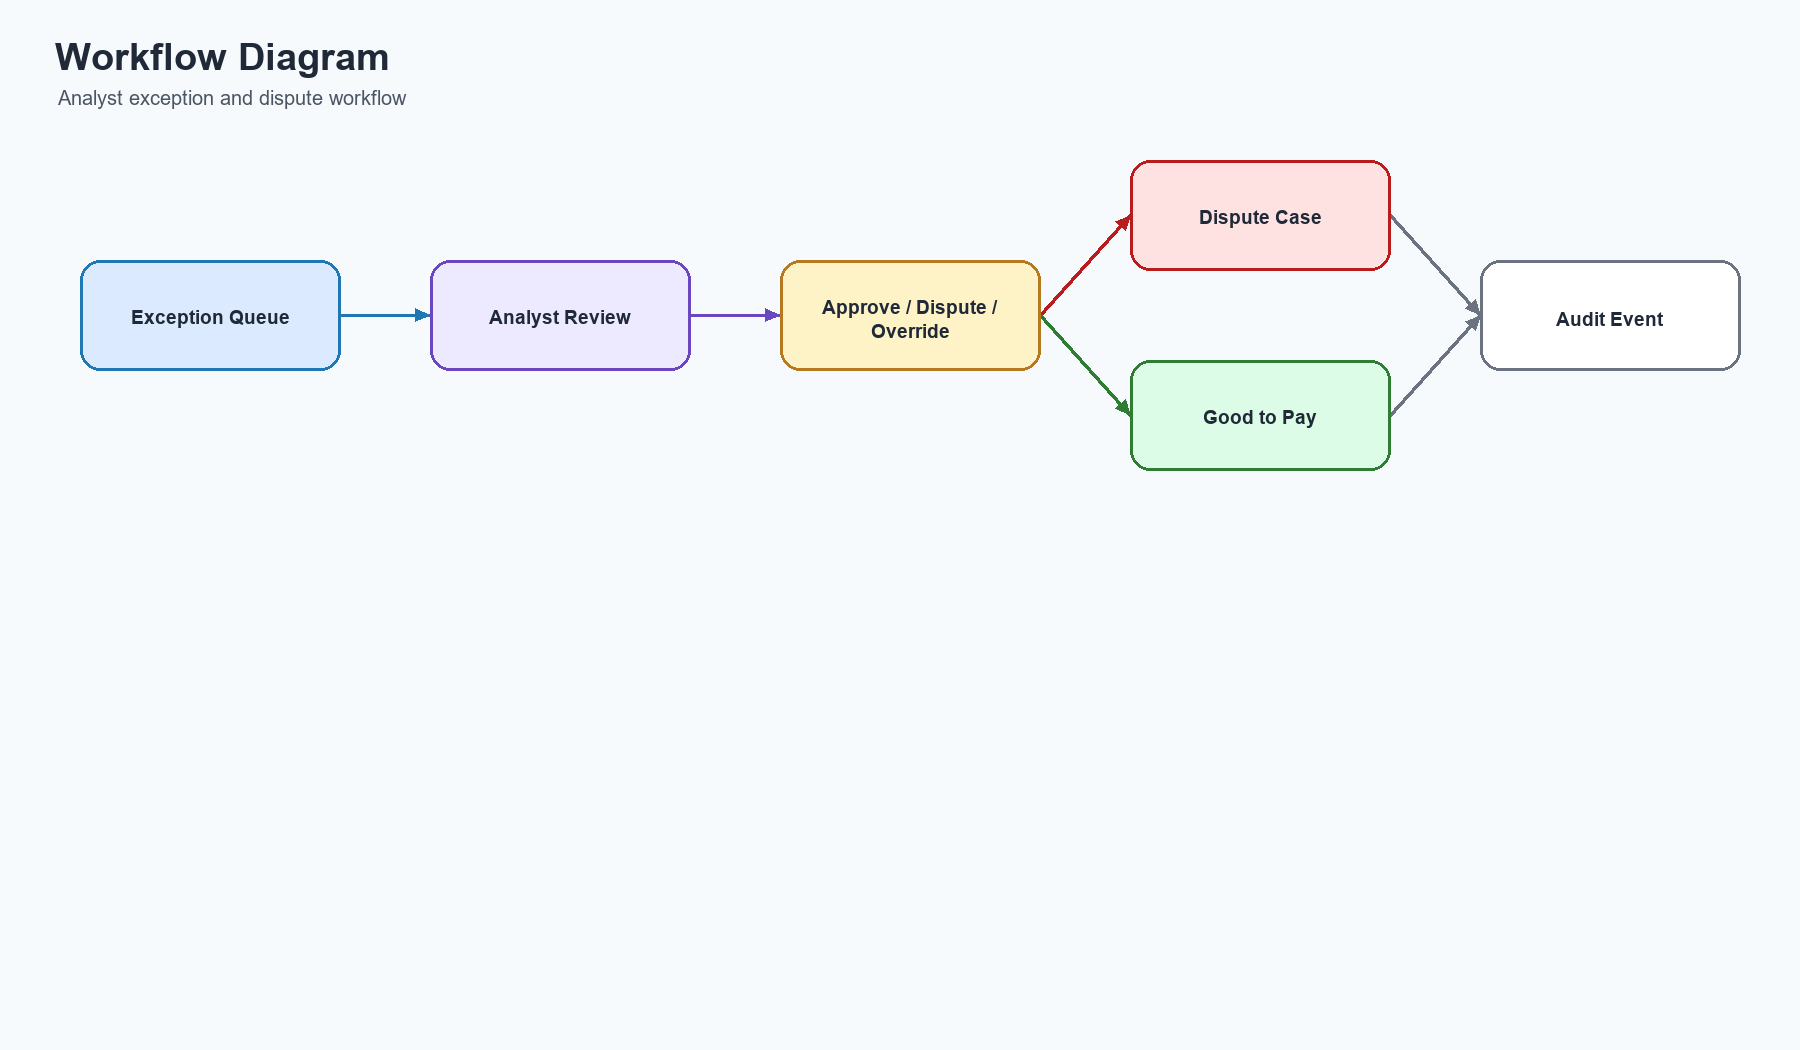 Workflow Diagram
Analyst exception and dispute workflow
Exception Queue
Analyst Review
Approve / Dispute /
Override
Dispute Case
Good to Pay
Audit Event